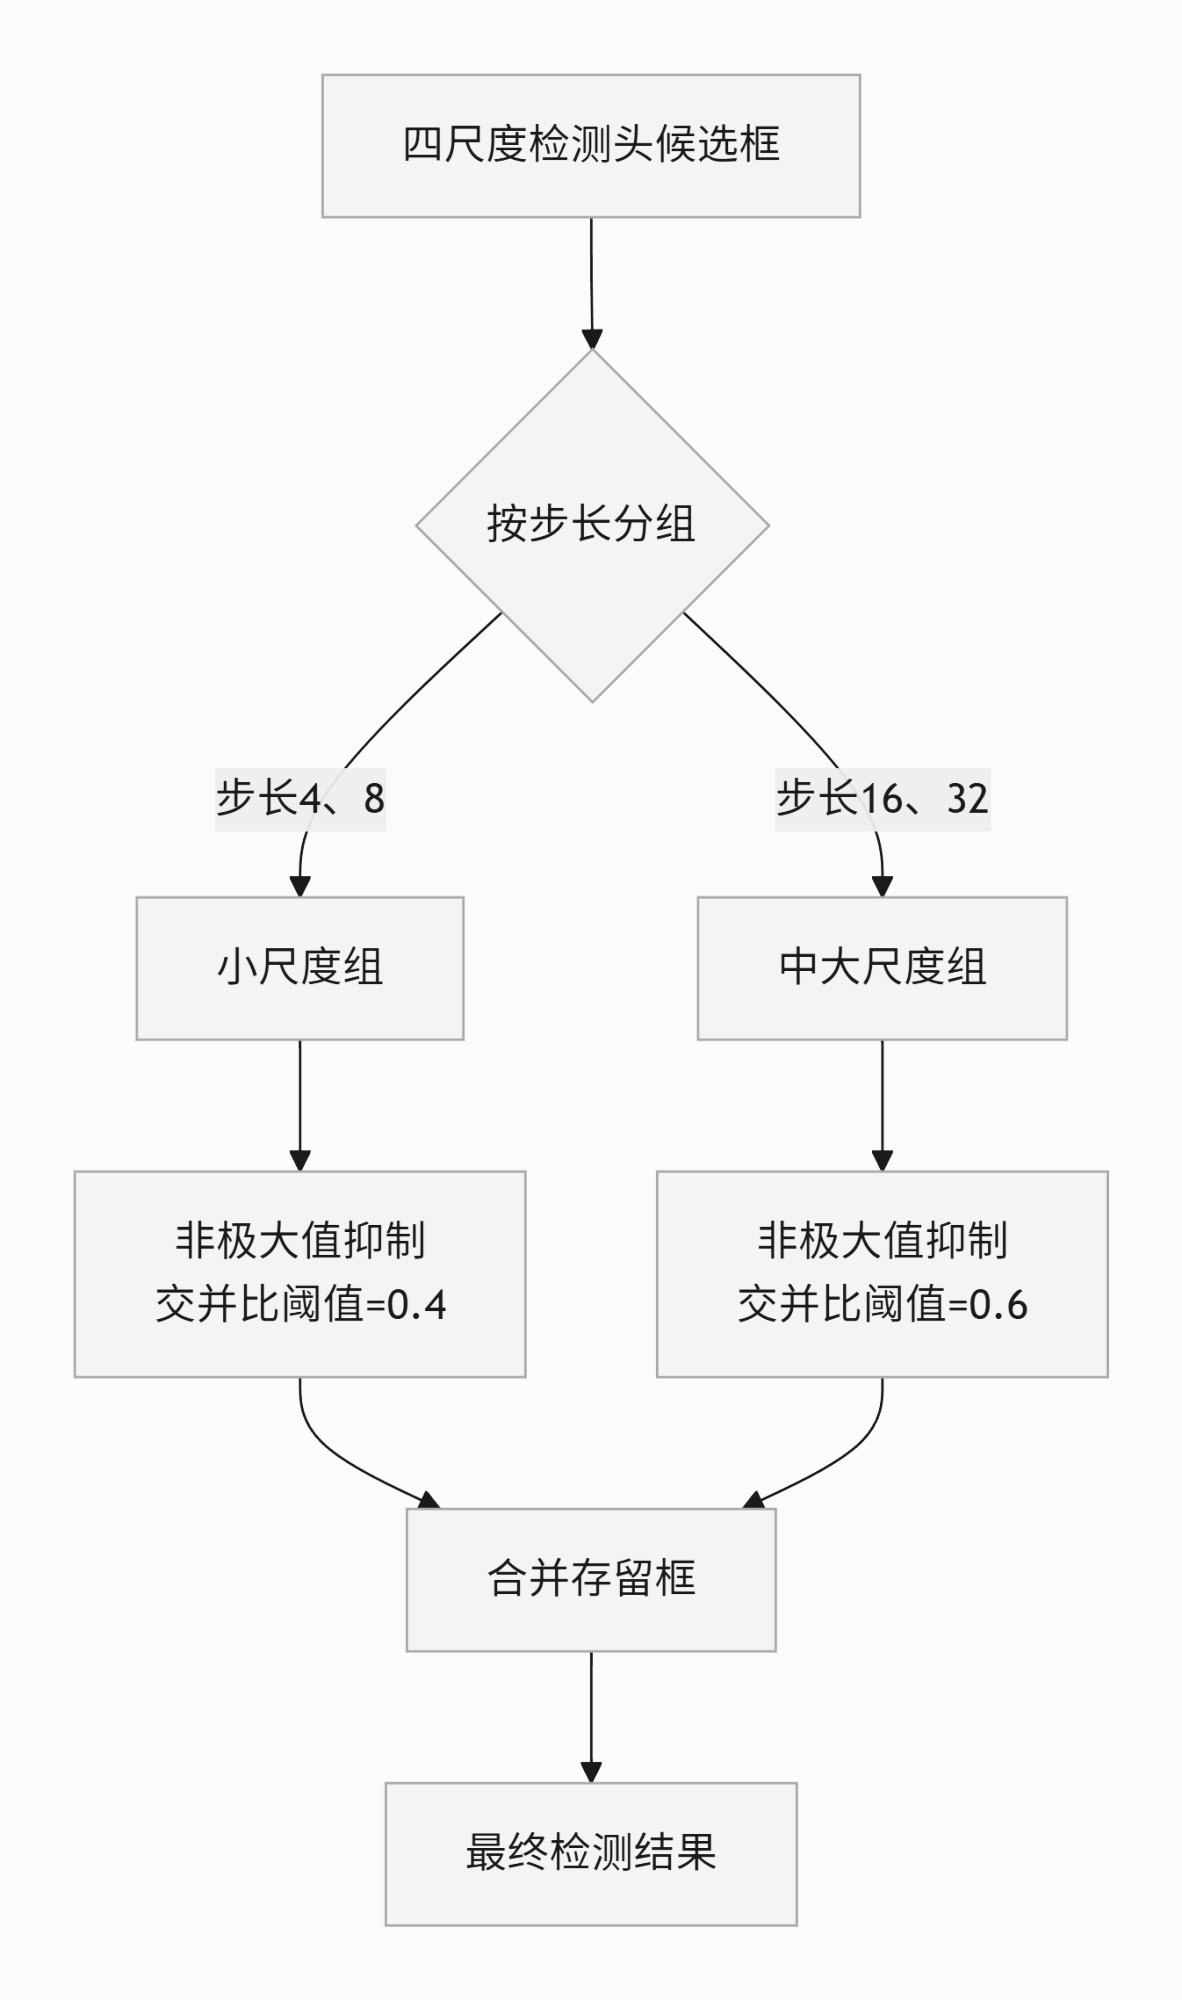 四尺度检测头候选框
按步长分组
步长4、8
步长16、32
小尺度组
中大尺度组
非极大值抑制
交并比阈值=0.4
非极大值抑制
交并比阈值=0.6
合并存留框
最终检测结果